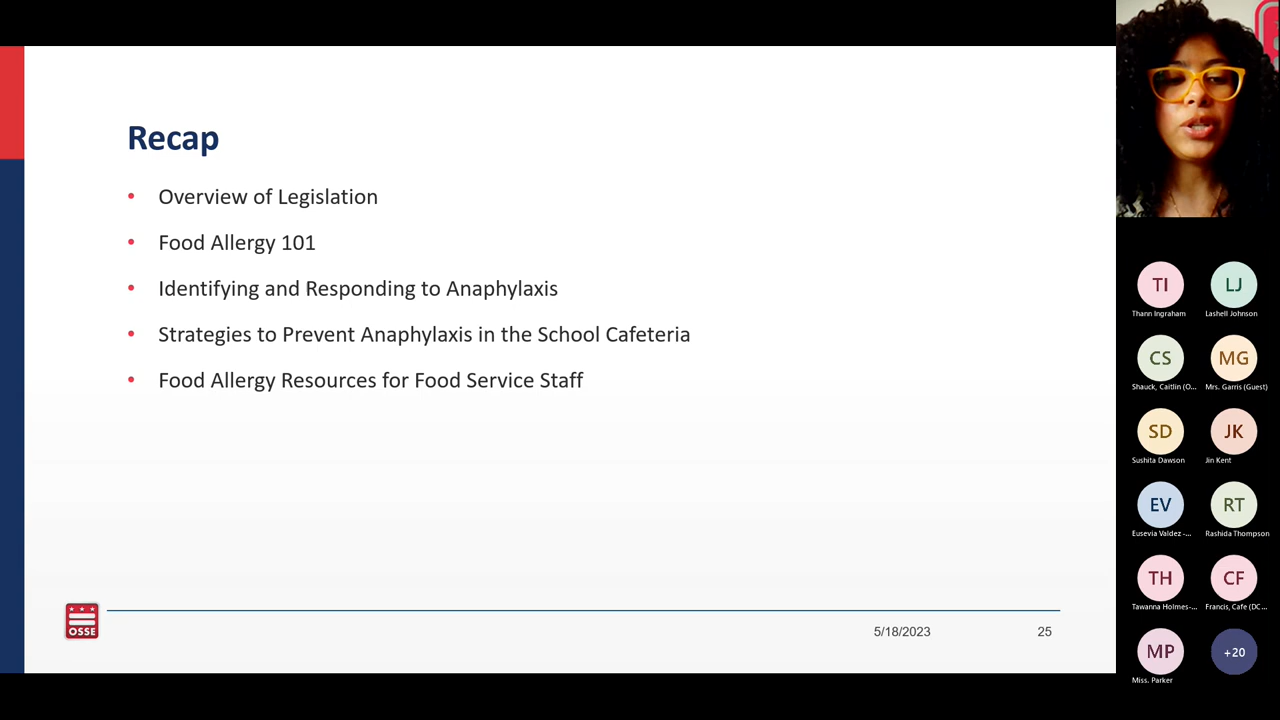 Recap
• Overview of Legislation
• Food Allergy 101
• Identifying and Responding to Anaphylaxis
• Strategies to Prevent Anaphylaxis in the School Cafeteria
• Food Allergy Resources for Food Service Staff
OSSE
5/18/2023
25
TI
Thann Ingraham
LJ
Lashell Johnson
CS
Shauck, Caitlin (O...
MG
Mrs. Garris (Guest)
SD
Sushita Dawson
JK
Jin Kent
EV
Eusevia Valdez -...
RT
Rashida Thompson
TH
Tawanna Holmes-...
CF
Francis, Cafe (DC ...
MP
Miss. Parker
+20